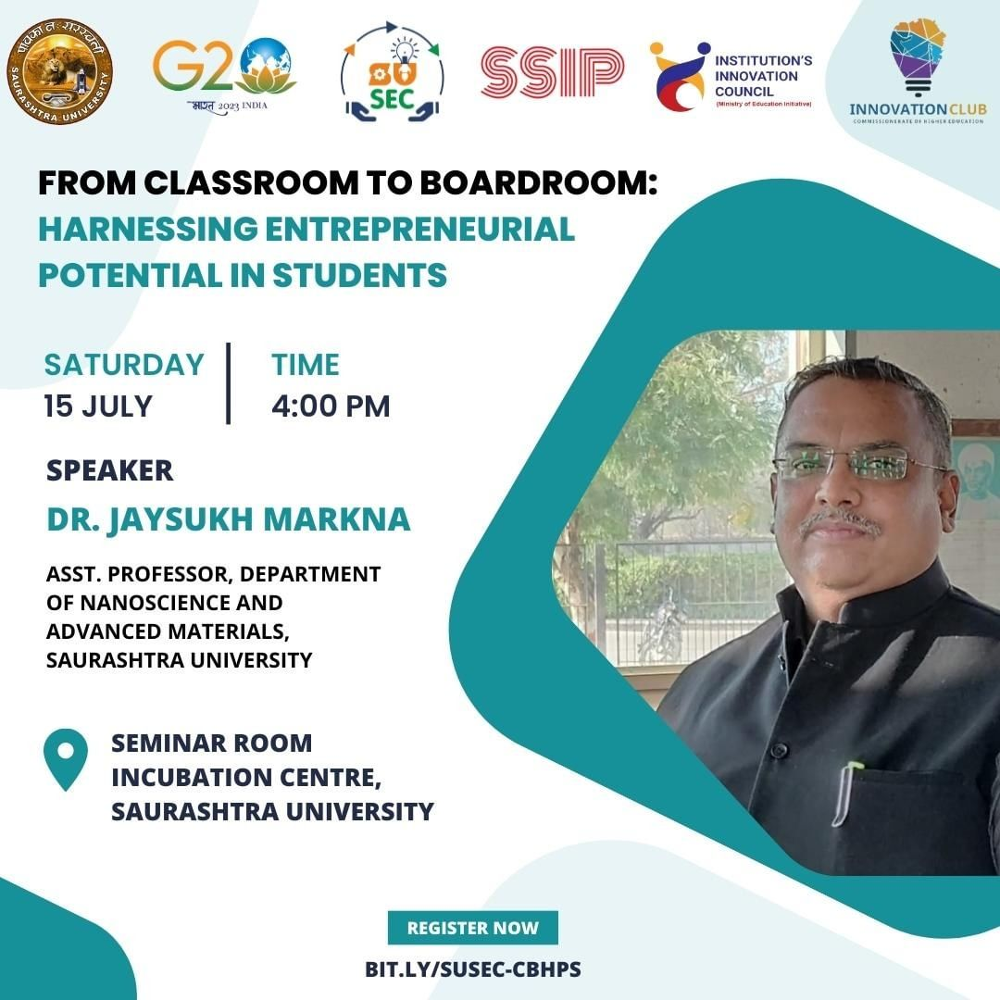 पावका नः सरस्वती
SAURASHTRA UNIVERSITY
G20
भारत 2023 INDIA
SU
SEC
SSIP
INSTITUTION'S
INNOVATION
COUNCIL
(Ministry of Education Initiative)
INNOVATION CLUB
COMMISSIONERATE OF HIGHER EDUCATION
FROM CLASSROOM TO BOARDROOM:
HARNESSING ENTREPRENEURIAL
POTENTIAL IN STUDENTS
SATURDAY
15 JULY
TIME
4:00 PM
SPEAKER
DR. JAYSUKH MARKNA
ASST. PROFESSOR, DEPARTMENT
OF NANOSCIENCE AND
ADVANCED MATERIALS,
SAURASHTRA UNIVERSITY
SEMINAR ROOM
INCUBATION CENTRE,
SAURASHTRA UNIVERSITY
REGISTER NOW
BIT.LY/SUSEC-CBHPS